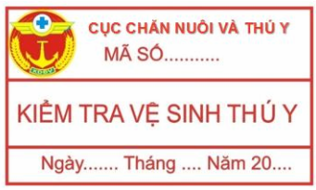 CỤC CHĂN NUÔI VÀ THÚ Y
MÃ SỐ...........
KIỂM TRA VỆ SINH THÚ Y
Ngày....... Tháng .... Năm 20....